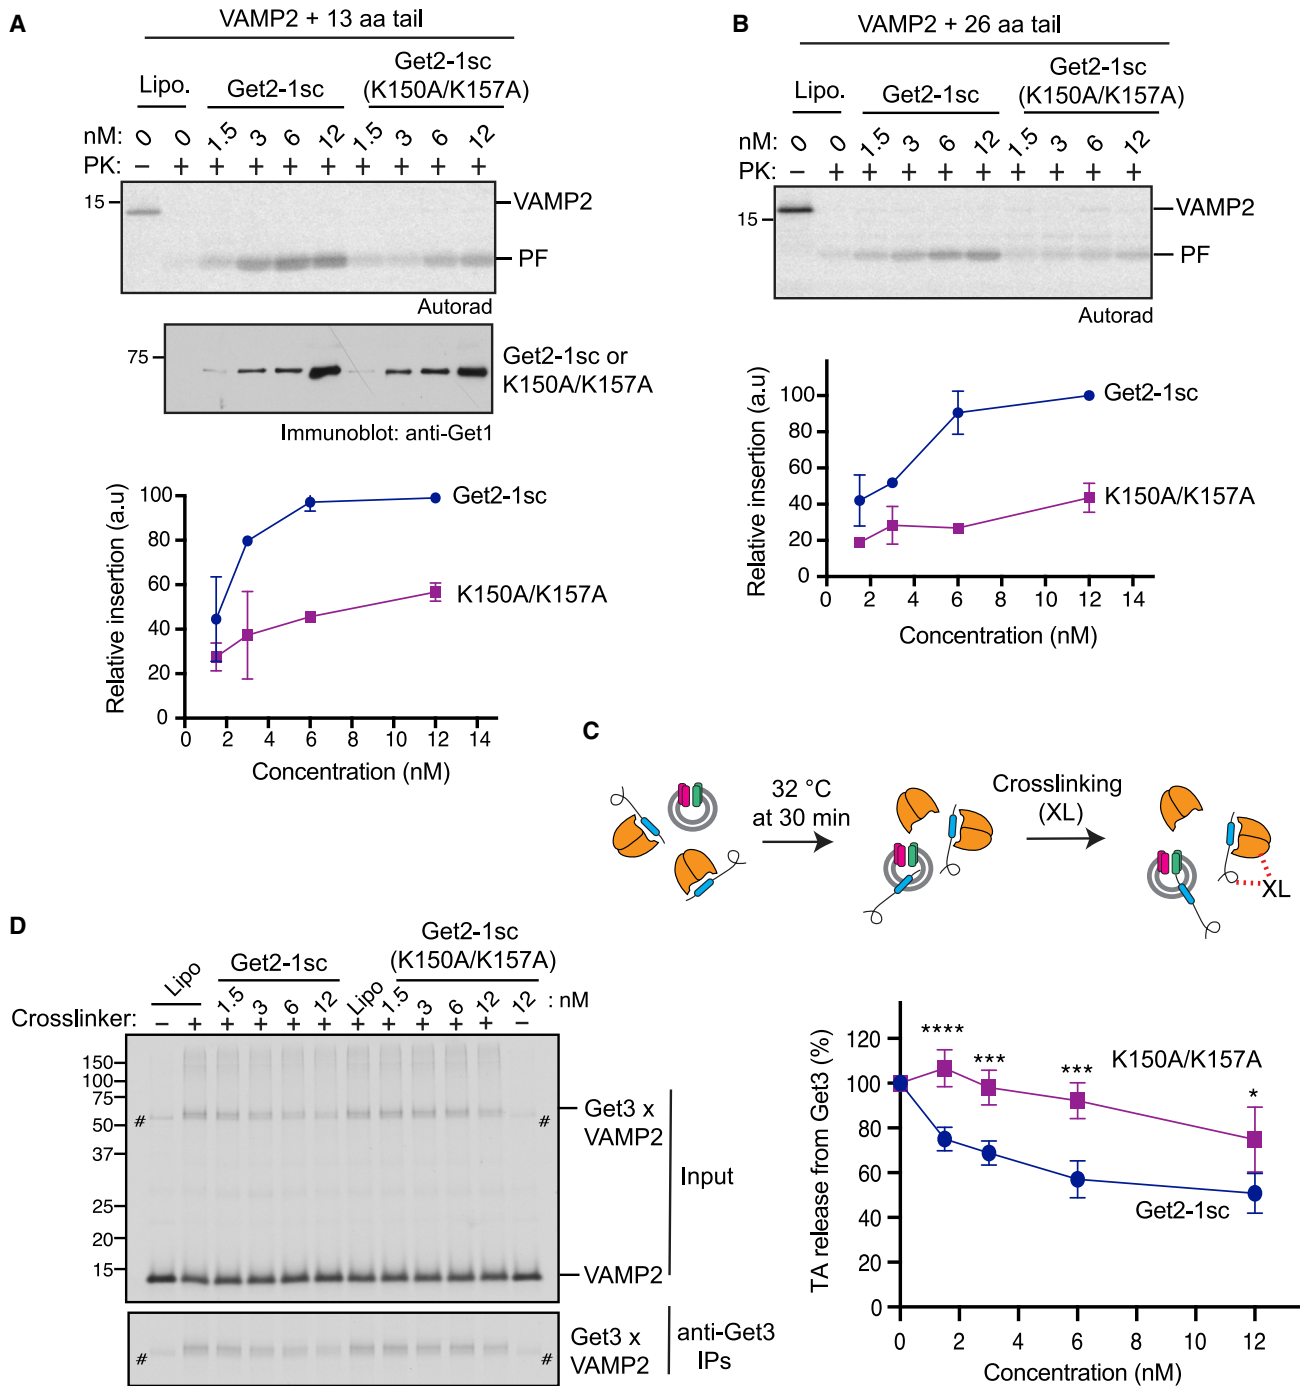 A
VAMP2 + 13 aa tail
Lipo.
Get2-1sc
Get2-1sc
(K150A/K157A)
nM: 0 0 1.5 3 6 12 1.5 3 6 12
PK: – + + + + + + + + +
15
VAMP2
PF
Autorad
75
Get2-1sc or
K150A/K157A
Immunoblot: anti-Get1
Relative insertion (a.u)
100
80
60
40
20
0
Get2-1sc
K150A/K157A
0 2 4 6 8 10 12 14
Concentration (nM)
B
VAMP2 + 26 aa tail
Lipo.
Get2-1sc
Get2-1sc
(K150A/K157A)
nM: 0 0 1.5 3 6 12 1.5 3 6 12
PK: – + + + + + + + + +
15
VAMP2
PF
Autorad
Relative insertion (a.u)
100
80
60
40
20
0
Get2-1sc
K150A/K157A
0 2 4 6 8 10 12 14
Concentration (nM)
C
32 °C
at 30 min
Crosslinking
(XL)
XL
D
Lipo
Get2-1sc
Lipo
Get2-1sc
(K150A/K157A)
1.5 3 6 12 1.5 3 6 12 12 : nM
Crosslinker: – + + + + + + + + + + –
150
100
75
50
37
25
20
15
#
#
Get3 x
VAMP2
Input
VAMP2
#
#
Get3 x
VAMP2
anti-Get3
IPs
TA release from Get3 (%)
120
100
80
60
40
20
0
****
***
***
*
K150A/K157A
Get2-1sc
0 2 4 6 8 10 12
Concentration (nM)